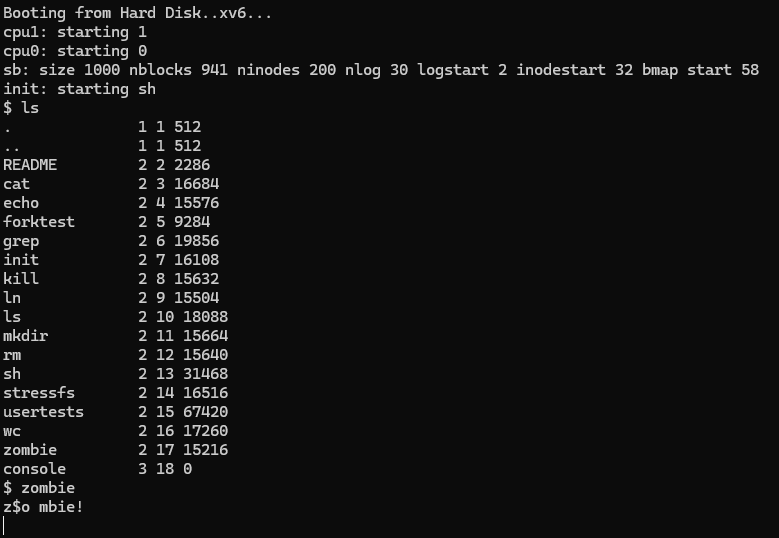 Booting from Hard Disk..xv6...
cpu1: starting 1
cpu0: starting 0
sb: size 1000 nblocks 941 ninodes 200 nlog 30 logstart 2 inodestart 32 bmap start 58
init: starting sh
$ ls
.              1 1 512
..             1 1 512
README         2 2 2286
cat            2 3 16684
echo           2 4 15576
forktest       2 5 9284
grep           2 6 19856
init           2 7 16108
kill           2 8 15632
ln             2 9 15504
ls             2 10 18088
mkdir          2 11 15664
rm             2 12 15640
sh             2 13 31468
stressfs       2 14 16516
usertests      2 15 67420
wc             2 16 17260
zombie         2 17 15216
console        3 18 0
$ zombie
z$o mbie!